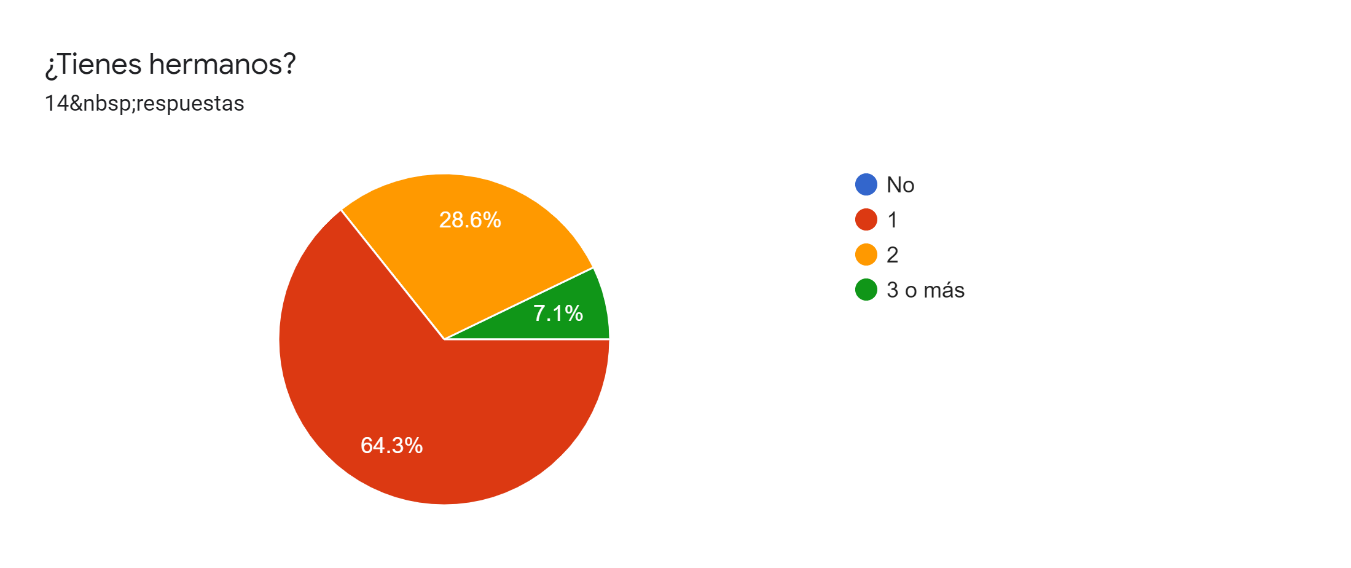 ¿Tienes hermanos?
14&nbsp;respuestas
28.6%
7.1%
64.3%
No
1
2
3 o más